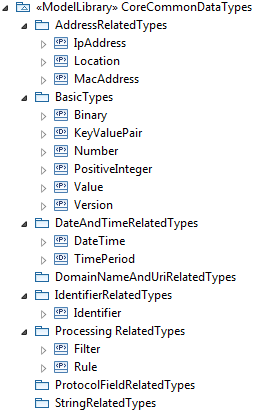 «ModelLibrary» CoreCommonDataTypes
AddressRelatedTypes
<P> IpAddress
<P> Location
<P> MacAddress
BasicTypes
<P> Binary
<D> KeyValuePair
<P> Number
<P> PositiveInteger
<P> Value
<P> Version
DateAndTimeRelatedTypes
<P> DateTime
<D> TimePeriod
DomainNameAndUriRelatedTypes
IdentifierRelatedTypes
<P> Identifier
Processing RelatedTypes
<P> Filter
<P> Rule
ProtocolFieldRelatedTypes
StringRelatedTypes